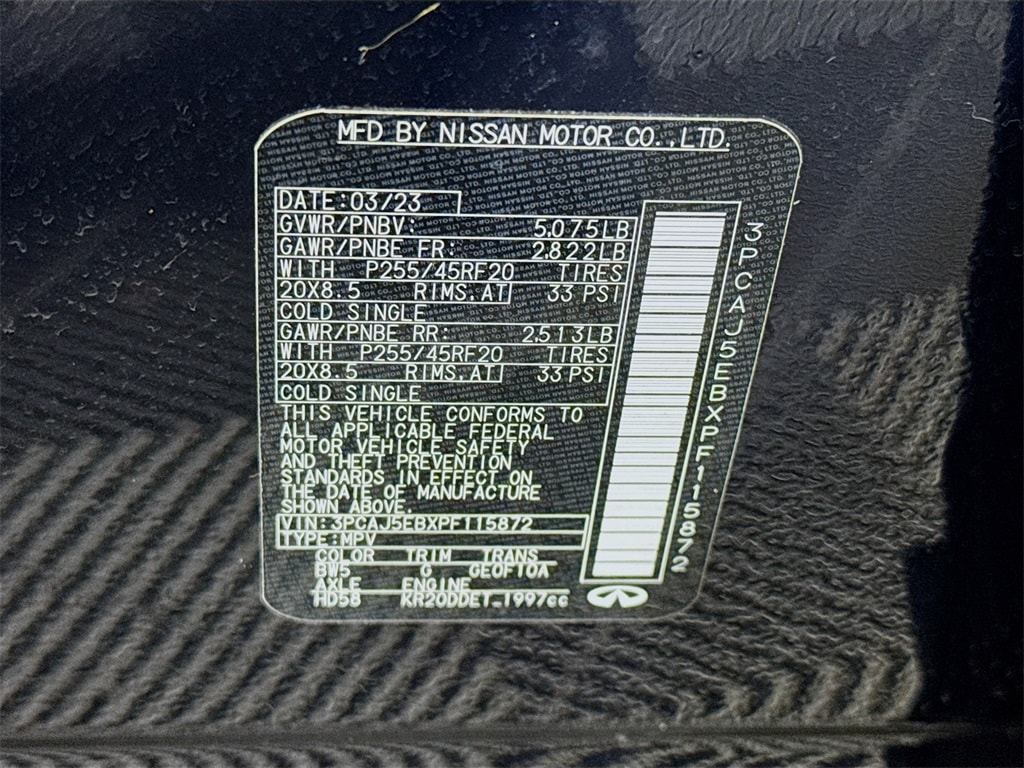 MFD BY NISSAN MOTOR CO.,LTD.
DATE:03/23
GVWR/PNBV: 5,075LB
GAWR/PNBE FR: 2,822LB
WITH P255/45RF20 TIRES
20X8.5 RIMS.AT 33 PSI
COLD SINGLE
GAWR/PNBE RR: 2,513LB
WITH P255/45RF20 TIRES
20X8.5 RIMS.AT 33 PSI
COLD SINGLE
THIS VEHICLE CONFORMS TO
ALL APPLICABLE FEDERAL
MOTOR VEHICLE SAFETY
AND THEFT PREVENTION
STANDARDS IN EFFECT ON
THE DATE OF MANUFACTURE
SHOWN ABOVE.
VIN:3PCAJ5EBXPF115872
TYPE:MPV
COLOR TRIM TRANS
BW5 G GEOFTOA
AXLE ENGINE
HD58 KR20DDET_1997cc
3PCAJ5EBXPF115872